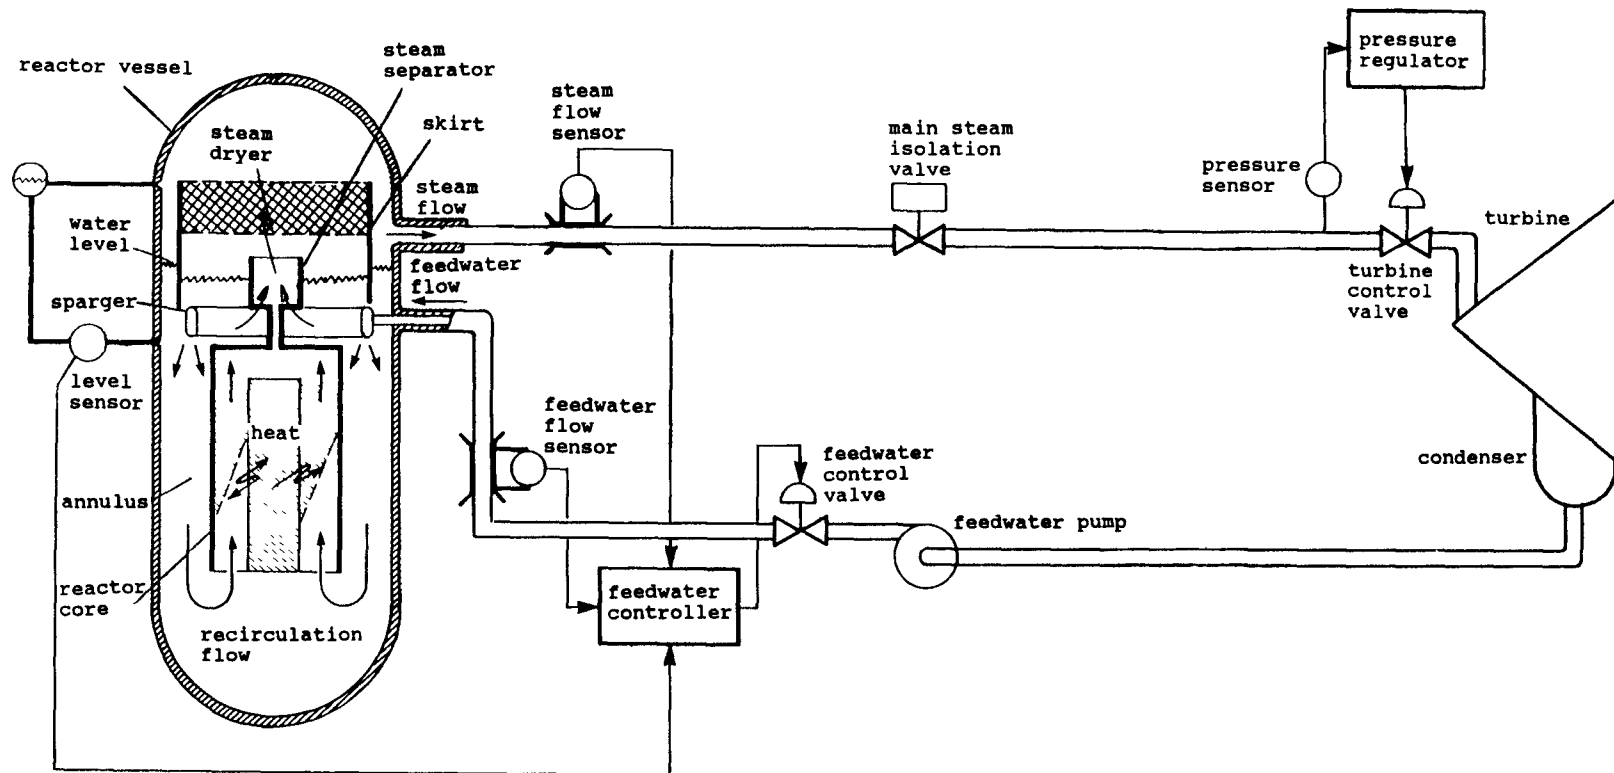 reactor vessel
steam
separator
steam
dryer
skirt
steam
flow
sensor
main steam
isolation
valve
pressure
regulator
pressure
sensor
steam
flow
water
level
feedwater
flow
turbine
turbine
control
valve
sparger
level
sensor
heat
feedwater
flow
sensor
feedwater
control
valve
condenser
annulus
feedwater pump
reactor
core
feedwater
controller
recirculation
flow